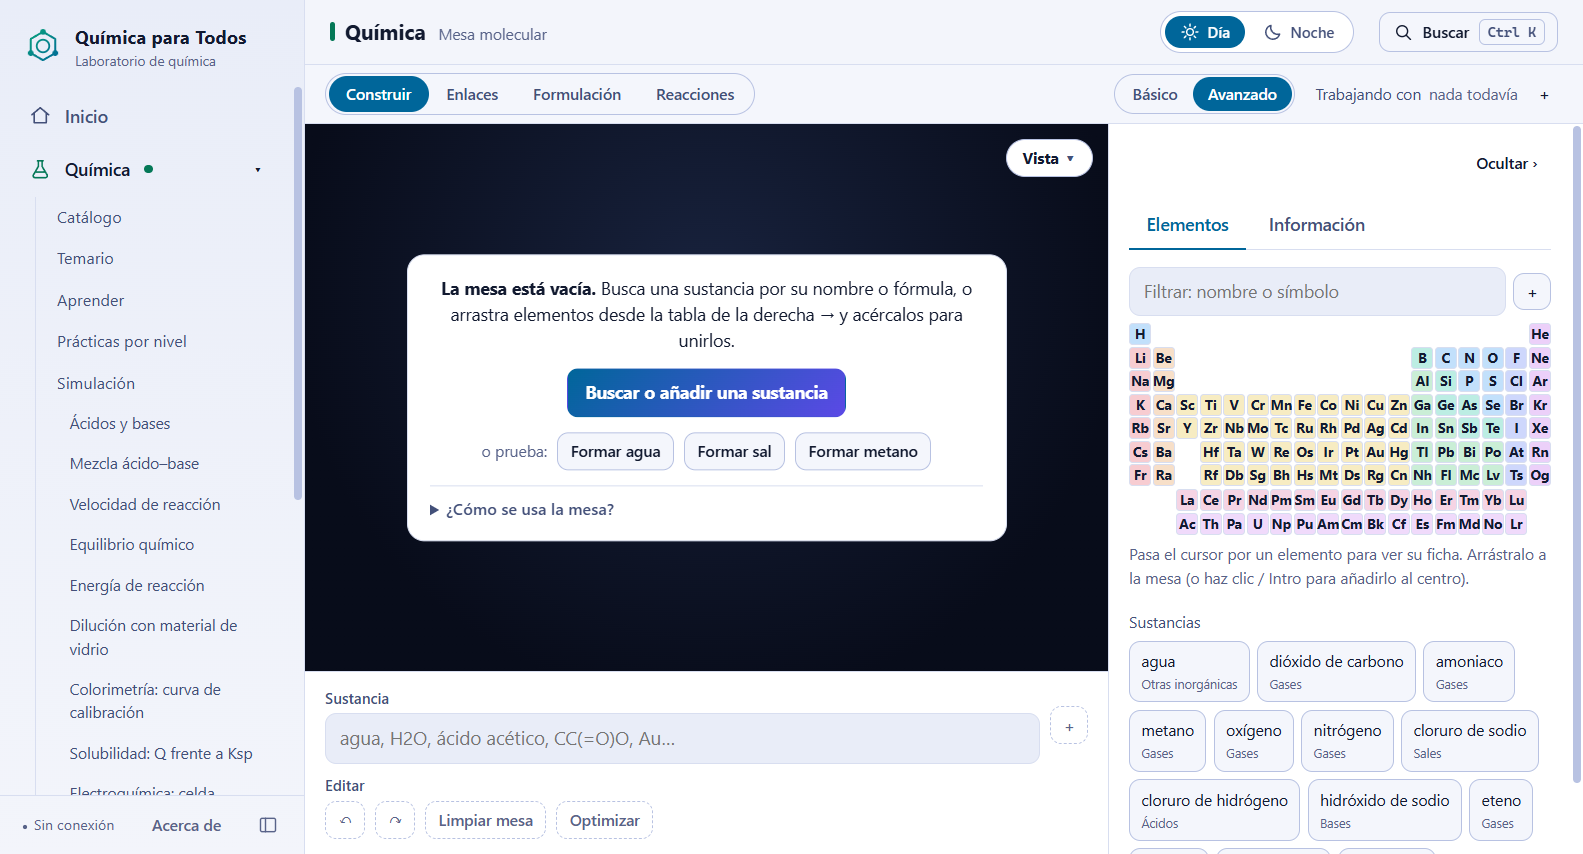 Química para Todos
Laboratorio de química
Inicio
Química
Catálogo
Temario
Aprender
Prácticas por nivel
Simulación
Ácidos y bases
Mezcla ácido–base
Velocidad de reacción
Equilibrio químico
Energía de reacción
Dilución con material de
vidrio
Colorimetría: curva de
calibración
Solubilidad: Q frente a Ksp
Electroquímica: celda
Sin conexión
Acerca de
Química Mesa molecular
Día Noche
Buscar Ctrl K
Construir Enlaces Formulación Reacciones
Básico Avanzado
Trabajando con nada todavía +
Vista ▾
La mesa está vacía. Busca una sustancia por su nombre o fórmula, o
arrastra elementos desde la tabla de la derecha → y acércalos para
unirlos.
Buscar o añadir una sustancia
o prueba: Formar agua Formar sal Formar metano
¿Cómo se usa la mesa?
Sustancia
agua, H2O, ácido acético, CC(=O)O, Au...
+
Editar
Limpiar mesa Optimizar
Ocultar ›
Elementos Información
Filtrar: nombre o símbolo
+
H He
Li Be B C N O F Ne
Na Mg Al Si P S Cl Ar
K Ca Sc Ti V Cr Mn Fe Co Ni Cu Zn Ga Ge As Se Br Kr
Rb Sr Y Zr Nb Mo Tc Ru Rh Pd Ag Cd In Sn Sb Te I Xe
Cs Ba Hf Ta W Re Os Ir Pt Au Hg Tl Pb Bi Po At Rn
Fr Ra Rf Db Sg Bh Hs Mt Ds Rg Cn Nh Fl Mc Lv Ts Og
La Ce Pr Nd Pm Sm Eu Gd Tb Dy Ho Er Tm Yb Lu
Ac Th Pa U Np Pu Am Cm Bk Cf Es Fm Md No Lr
Pasa el cursor por un elemento para ver su ficha. Arrástralo a
la mesa (o haz clic / Intro para añadirlo al centro).
Sustancias
agua dióxido de carbono amoniaco
Otras inorgánicas Gases Gases
metano oxígeno nitrógeno cloruro de sodio
Gases Gases Gases Sales
cloruro de hidrógeno hidróxido de sodio eteno
Ácidos Bases Gases